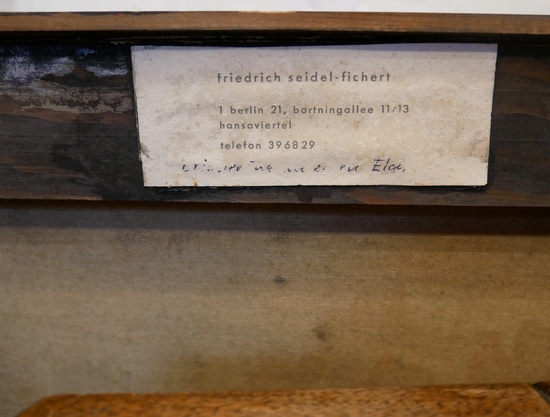 friedrich seidel-fichert
1 berlin 21, bartningallee 11/13
hansaviertel
telefon 396829